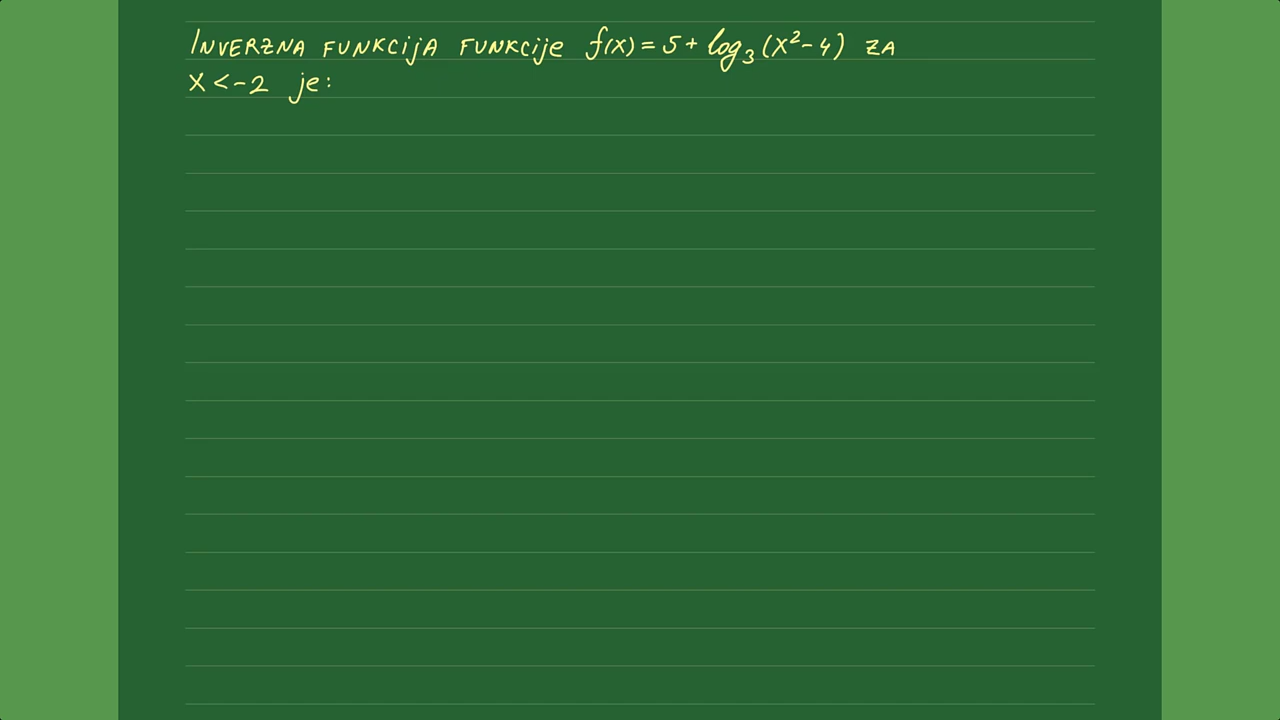 INVERZNA FUNKCIJA FUNKCIJE f(x) = 5 + log₃(x² - 4) ZA
x < -2 je: